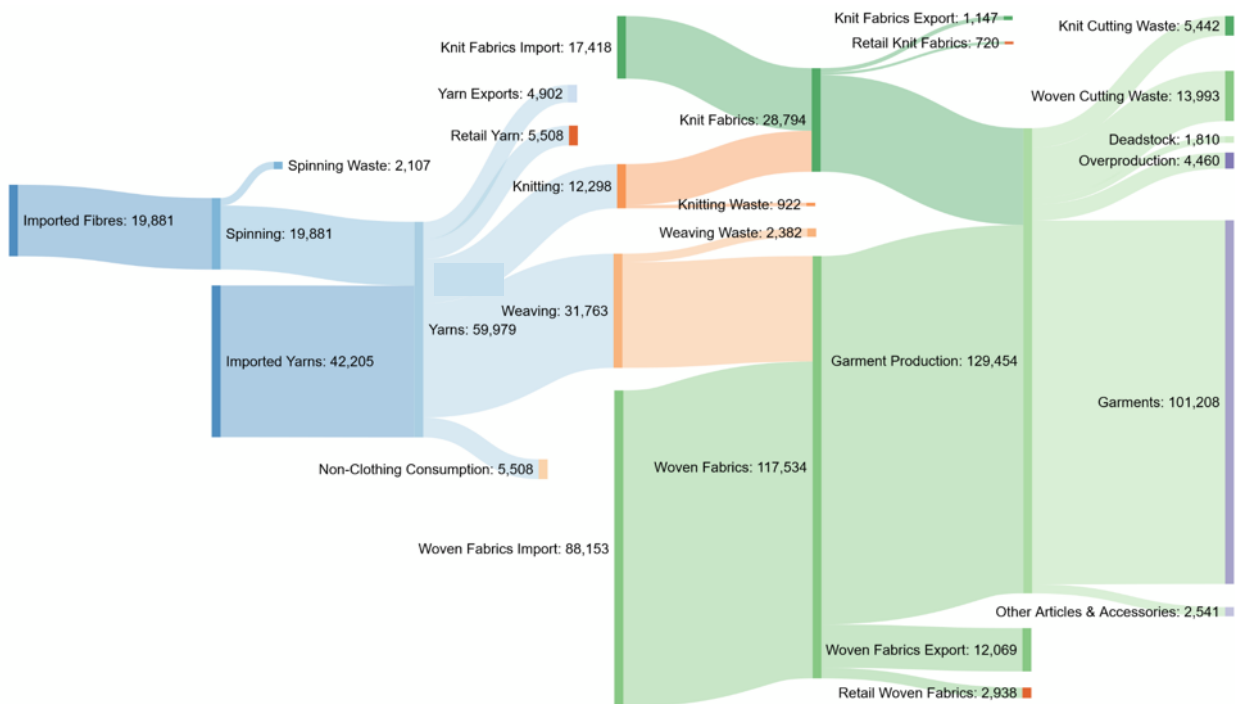 Knit Fabrics Export: 1,147
Knit Cutting Waste: 5,442
Retail Knit Fabrics: 720
Knit Fabrics Import: 17,418
Yarn Exports: 4,902
Woven Cutting Waste: 13,993
Knit Fabrics: 28,794
Retail Yarn: 5,508
Deadstock: 1,810
Overproduction: 4,460
Spinning Waste: 2,107
Knitting: 12,298
Knitting Waste: 922
Imported Fibres: 19,881
Spinning: 19,881
Weaving Waste: 2,382
Weaving: 31,763
Yarns: 59,979
Imported Yarns: 42,205
Garment Production: 129,454
Garments: 101,208
Non-Clothing Consumption: 5,508
Woven Fabrics: 117,534
Woven Fabrics Import: 88,153
Other Articles & Accessories: 2,541
Woven Fabrics Export: 12,069
Retail Woven Fabrics: 2,938